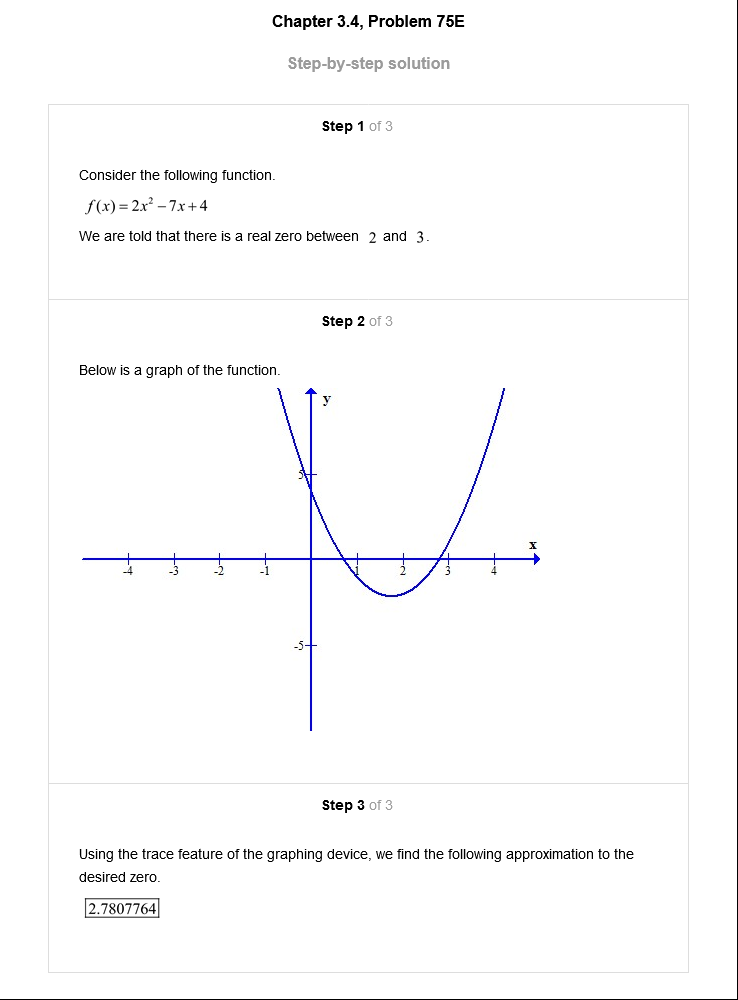 Chapter 3.4, Problem 75E
Step-by-step solution
Step 1 of 3
Consider the following function.
f(x) = 2x² − 7x + 4
We are told that there is a real zero between 2 and 3.
Step 2 of 3
Below is a graph of the function.
y
5
x
-4 -3 -2 -1 1 2 3 4
-5
Step 3 of 3
Using the trace feature of the graphing device, we find the following approximation to the
desired zero.
2.7807764